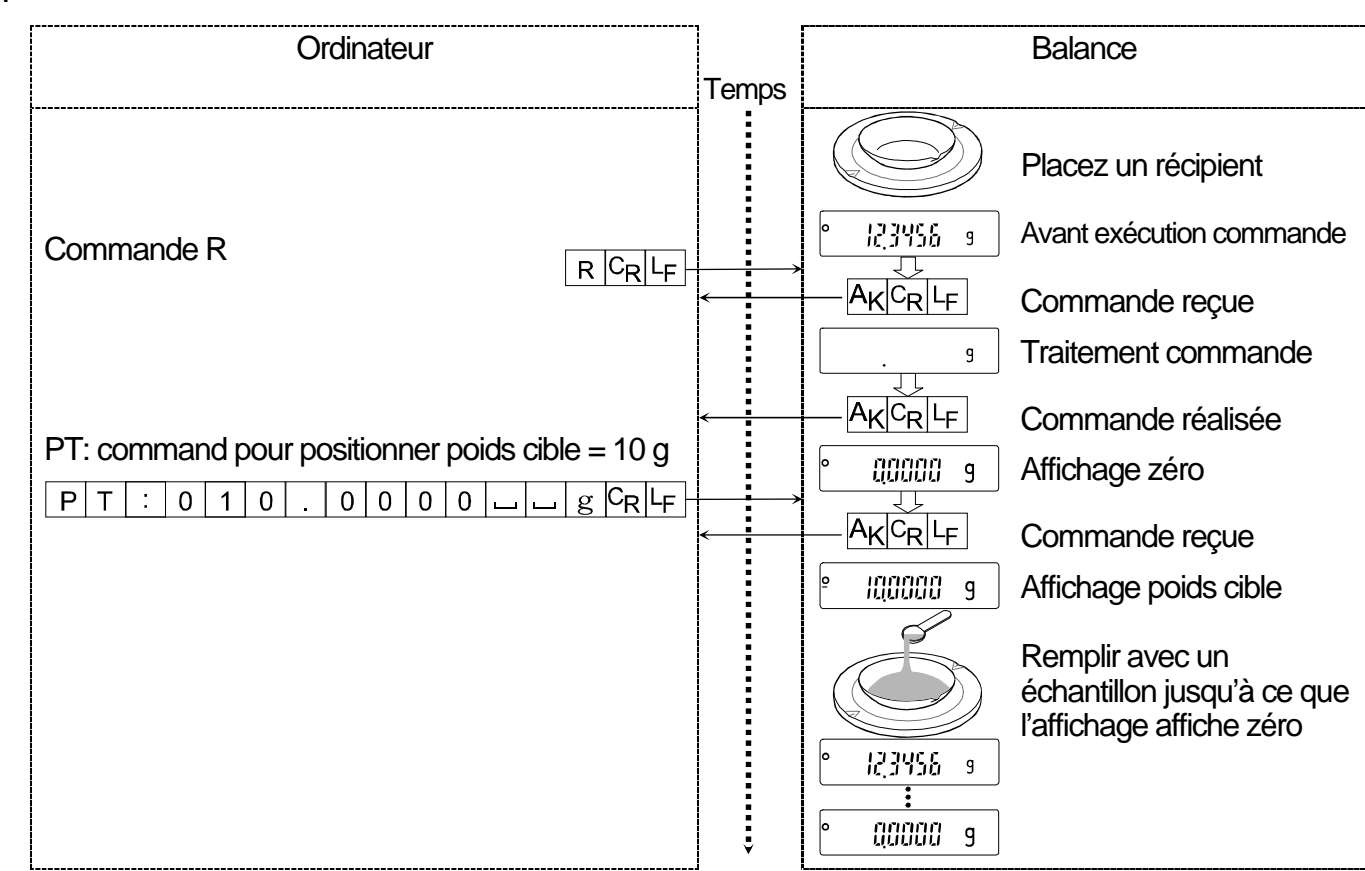 Ordinateur
Balance
Temps
Placez un récipient
12.3456 g
Avant exécution commande
Commande R
R CR LF
AK CR LF
Commande reçue
. g
Traitement commande
AK CR LF
Commande réalisée
PT: command pour positionner poids cible = 10 g
0.0000 g
Affichage zéro
P T : 0 1 0 . 0 0 0 0 ␣ ␣ g CR LF
AK CR LF
Commande reçue
10.0000 g
Affichage poids cible
Remplir avec un
échantillon jusqu'à ce que
l'affichage affiche zéro
12.3456 g
0.0000 g